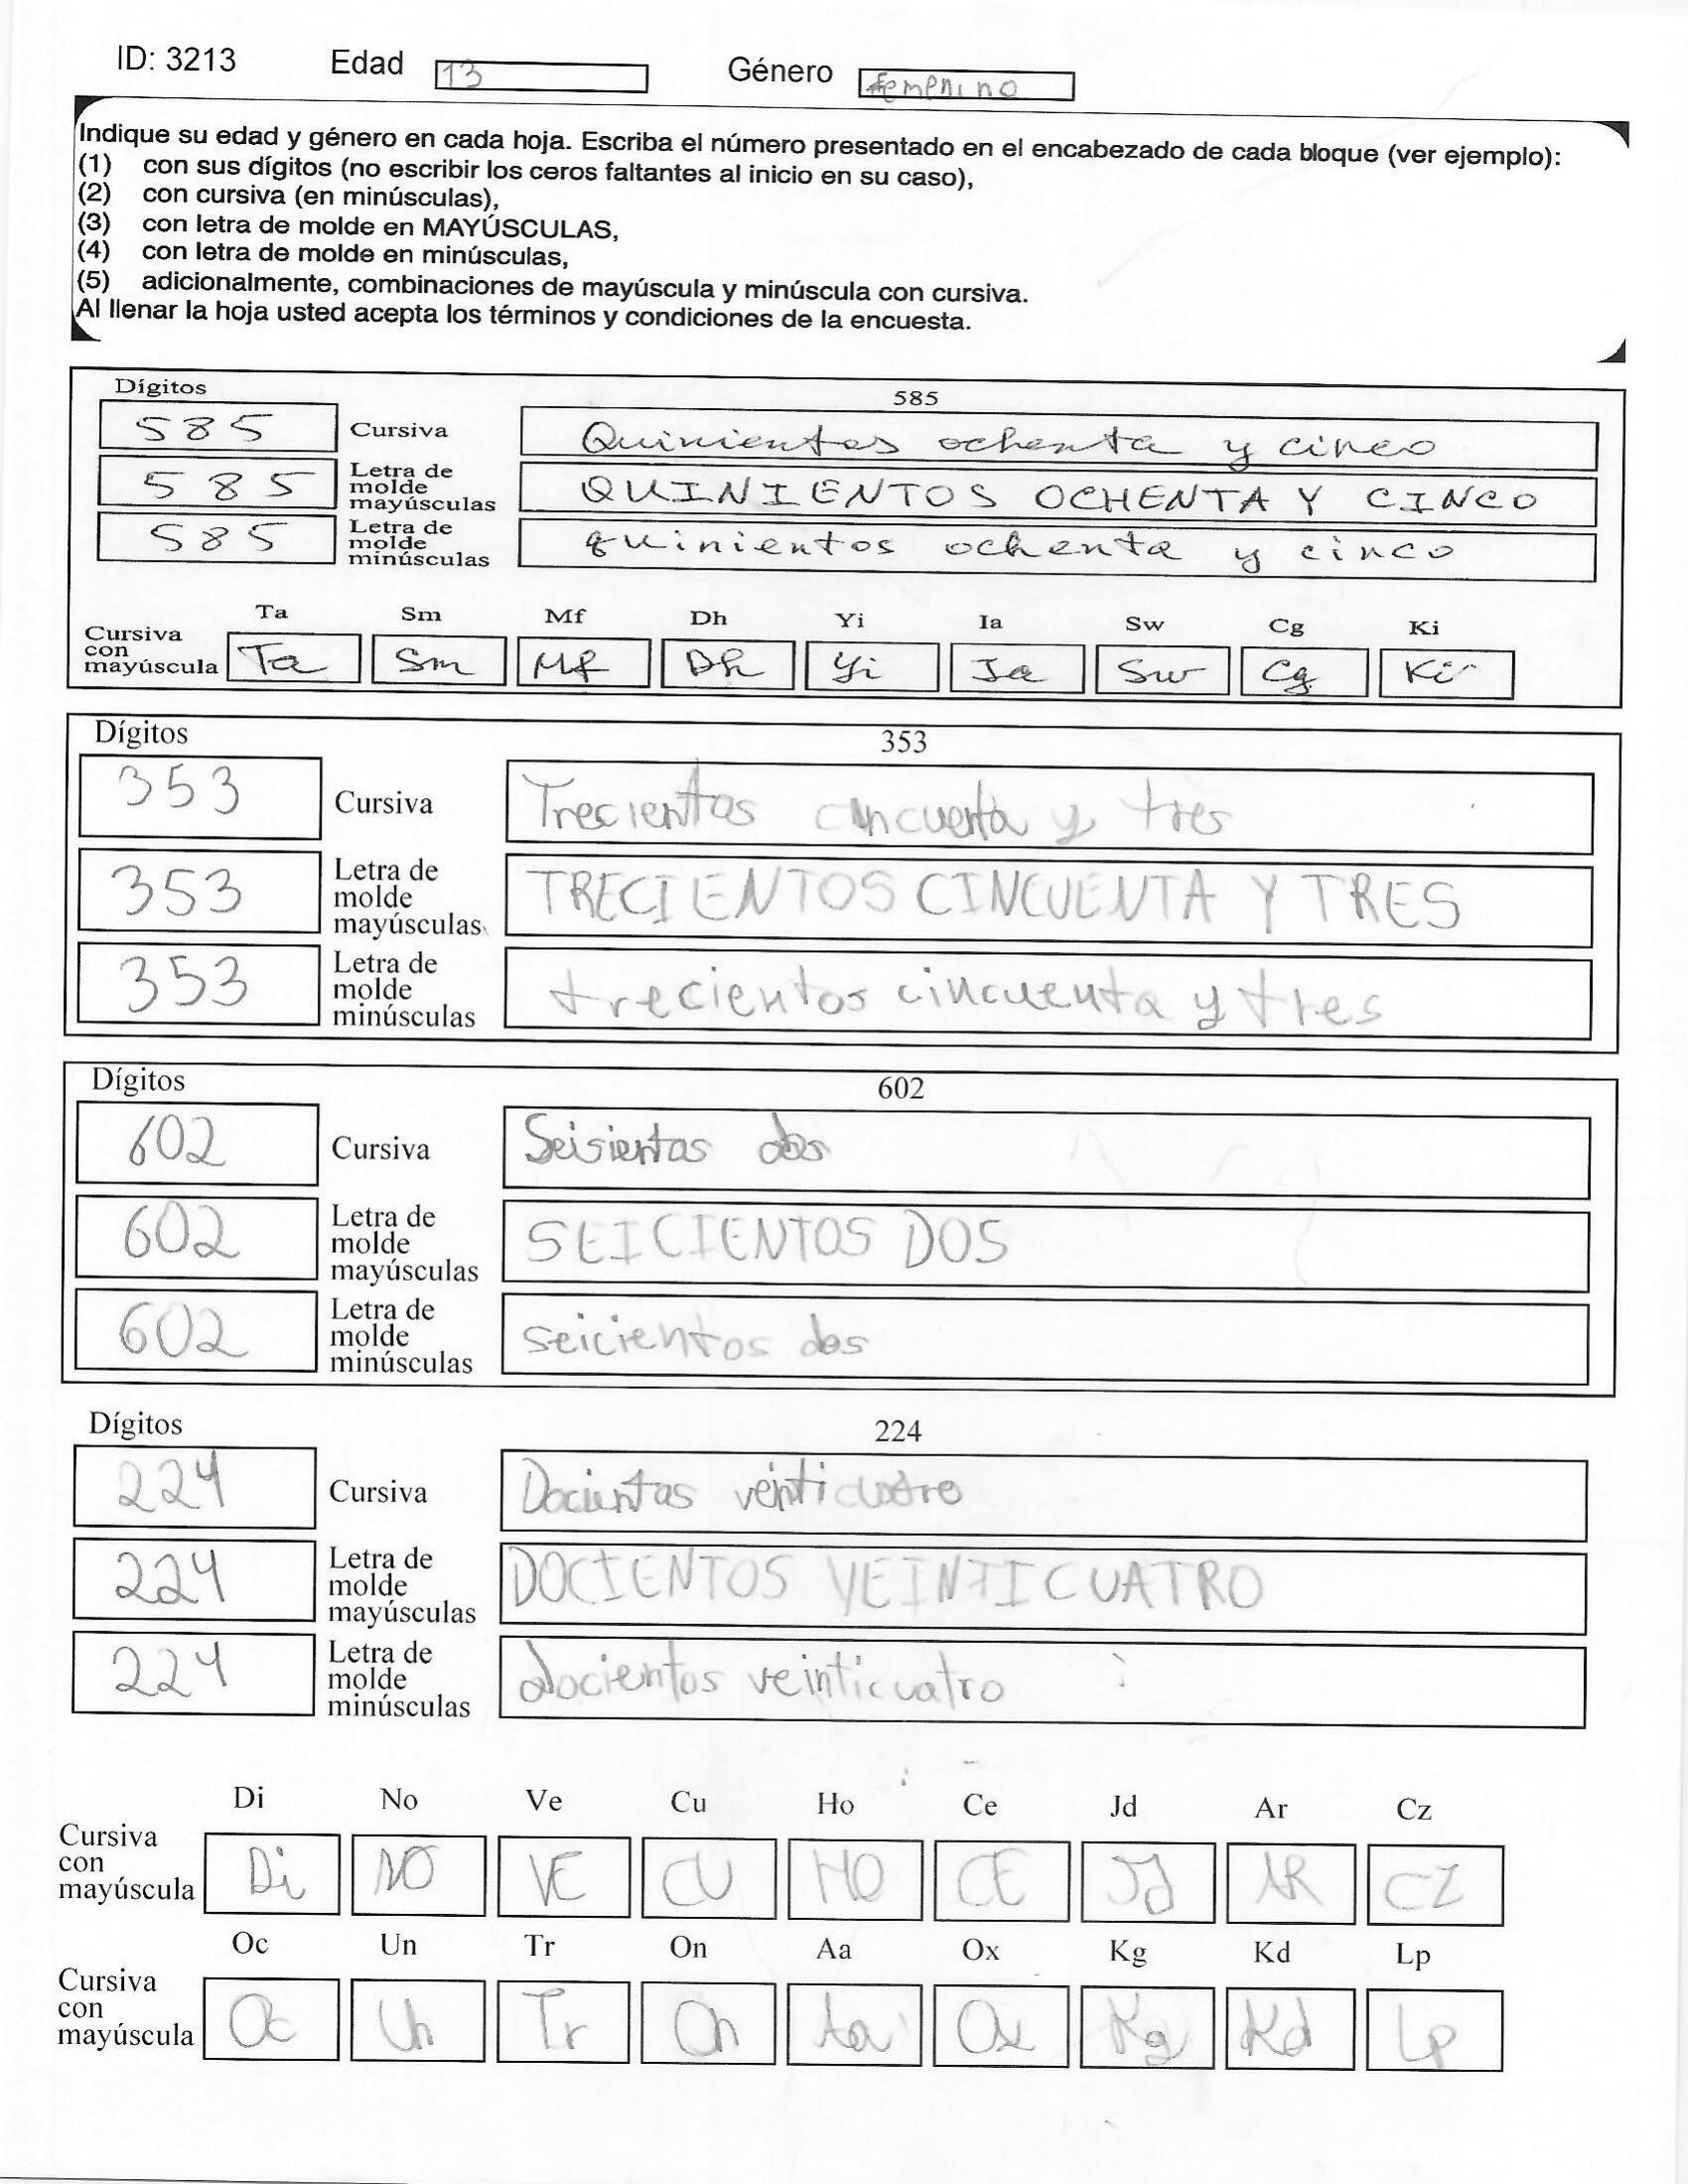 ID: 3213 Edad 13 Género femenino
Indique su edad y género en cada hoja. Escriba el número presentado en el encabezado de cada bloque (ver ejemplo):
(1) con sus dígitos (no escribir los ceros faltantes al inicio en su caso),
(2) con cursiva (en minúsculas),
(3) con letra de molde en MAYÚSCULAS,
(4) con letra de molde en minúsculas,
(5) adicionalmente, combinaciones de mayúscula y minúscula con cursiva.
Al llenar la hoja usted acepta los términos y condiciones de la encuesta.
Dígitos 585
585 Cursiva Quinientos ochenta y cinco
585 Letra de molde mayúsculas QUINIENTOS OCHENTA Y CINCO
585 Letra de molde minúsculas quinientos ochenta y cinco
Ta Sm Mf Dh Yi Ia Sw Cg Ki
Cursiva con mayúscula Ta Sm Mf Dh Yi Ia Sw Cg Ki
Dígitos 353
353 Cursiva Trecientos cincuenta y tres
353 Letra de molde mayúsculas TRECIENTOS CINCUENTA Y TRES
353 Letra de molde minúsculas trecientos cincuenta y tres
Dígitos 602
602 Cursiva Seisientos dos
602 Letra de molde mayúsculas SEICIENTOS DOS
602 Letra de molde minúsculas seicientos dos
Dígitos 224
224 Cursiva Docientos veinticuatro
224 Letra de molde mayúsculas DOCIENTOS VEINTICUATRO
224 Letra de molde minúsculas docientos veinticuatro
Di No Ve Cu Ho Ce Jd Ar Cz
Cursiva con mayúscula Di NO VE CU HO CE Jd AR CZ
Oc Un Tr On Aa Ox Kg Kd Lp
Cursiva con mayúscula Oc Un Tr On Aa Ox Kg Kd Lp